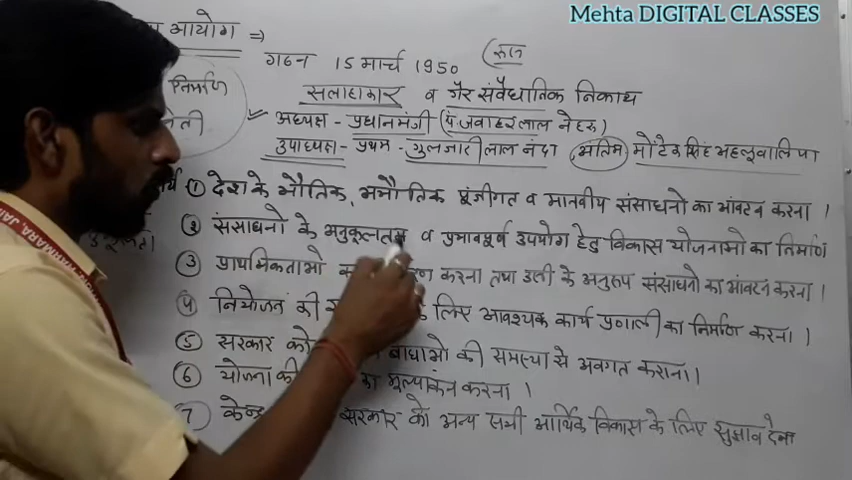 Mehta DIGITAL CLASSES
आयोग ⇒
गठन 15 मार्च 1950
निर्माण
सलाहाकार व गैर संवैधानिक निकाय
अध्यक्ष - प्रधानमंत्री (पं जवाहरलाल नेहरु)
उपाध्यक्ष - प्रथम - गुलजारीलाल नंदा (अंतिम) मोंटेक सिंह अहलूवालिया
① देश के भौतिक, अभौतिक पूंजीगत व मानवीय संसाधनो का आंवटन करना ।
② संसाधनो के अनुकूलतम व प्रभावपूर्ण उपयोग हेतु विकास योजनाओ का निर्माण
③ प्राथमिकताओ करना तथा उसी के अनुरूप संसाधनो का आंवटन करना ।
④ नियोजन की लिए आवश्यक कार्य प्रणाली का निर्माण करना ।
⑤ सरकार को बाधाओ की समस्या से अवगत कराना ।
⑥ योजना की का मूल्यांकन करना ।
⑦ केन्द्र सरकार को अन्य सभी आर्थिक विकास के लिए सुझाव देना